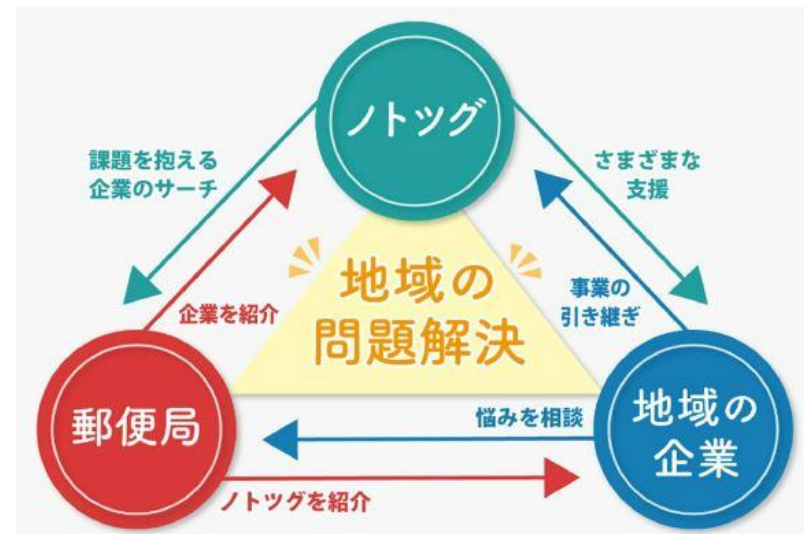 ノトツグ
課題を抱える
企業のサーチ
さまざまな
支援
企業を紹介
地域の
問題解決
事業の
引き継ぎ
郵便局
悩みを相談
地域の
企業
ノトツグを紹介